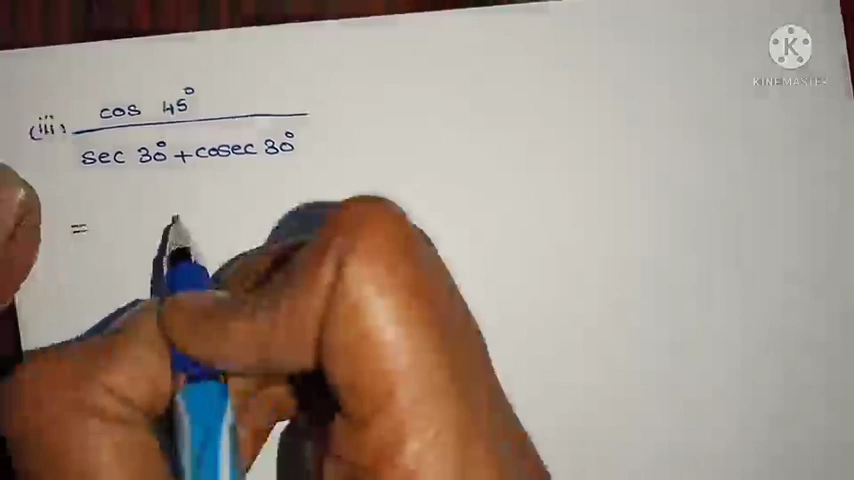 (iii) cos 45°
sec 30° + cosec 30°
=
K
KINEMASTER